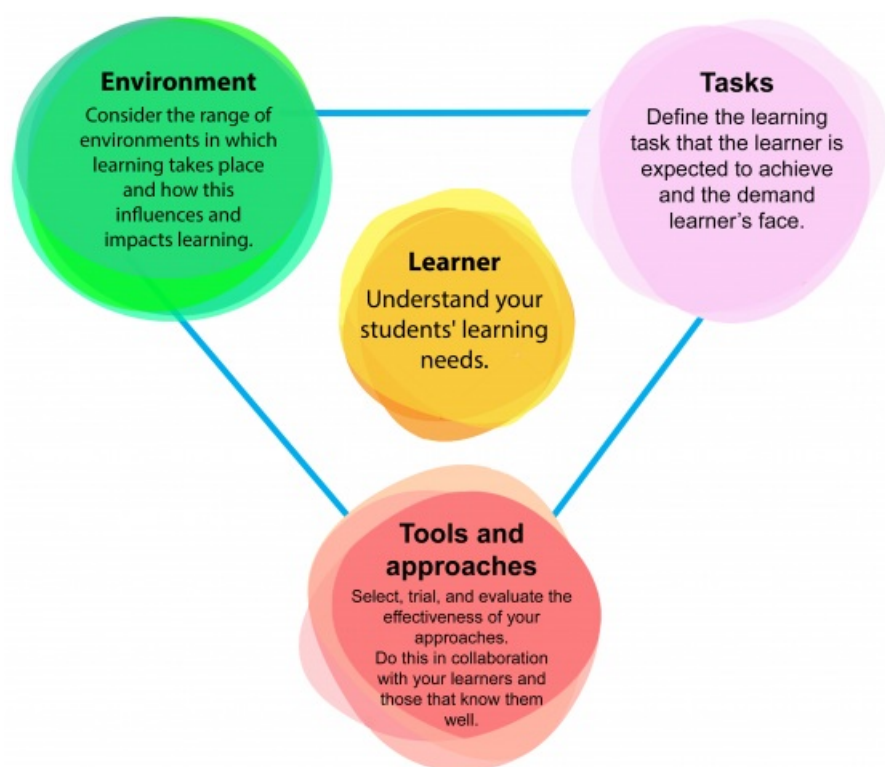 Environment
Consider the range of
environments in which
learning takes place
and how this
influences and
impacts learning.
Tasks
Define the learning
task that the learner is
expected to achieve
and the demand
learner's face.
Learner
Understand your
students' learning
needs.
Tools and
approaches
Select, trial, and evaluate the
effectiveness of your
approaches.
Do this in collaboration
with your learners and
those that know them
well.